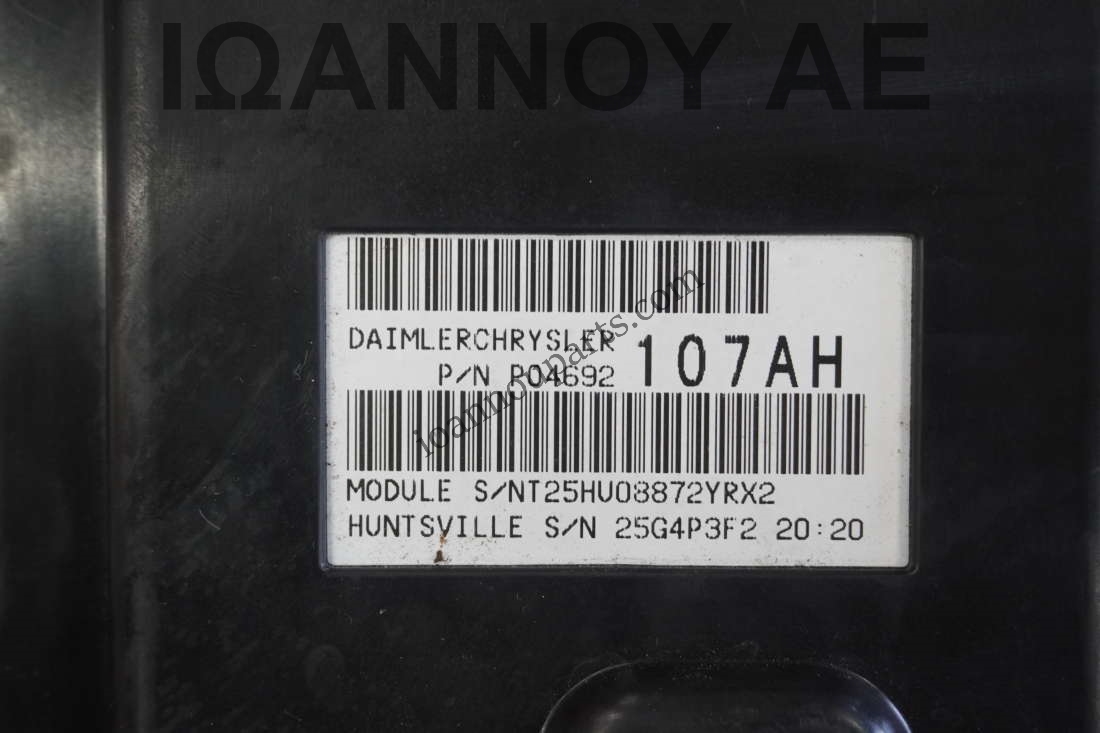 ΙΩΑΝΝΟΥ ΑΕ
DAIMLERCHRYSLER
P/N P04692 107AH
ioannouparts.com
MODULE S/NT25HU08872YRX2
HUNTSVILLE S/N 25G4P3F2 20:20